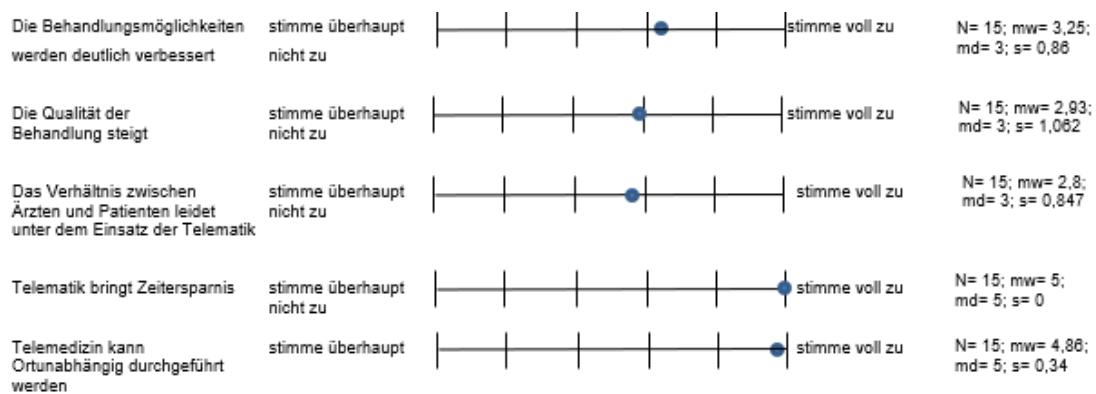 Die Behandlungsmöglichkeiten stimme überhaupt stimme voll zu N= 15; mw= 3,25;
werden deutlich verbessert nicht zu md= 3; s= 0,86
Die Qualität der stimme überhaupt stimme voll zu N= 15; mw= 2,93;
Behandlung steigt nicht zu md= 3; s= 1,062
Das Verhältnis zwischen stimme überhaupt stimme voll zu N= 15; mw= 2,8;
Ärzten und Patienten leidet nicht zu md= 3; s= 0,847
unter dem Einsatz der Telematik
Telematik bringt Zeitersparnis stimme überhaupt stimme voll zu N= 15; mw= 5;
nicht zu md= 5; s= 0
Telemedizin kann stimme überhaupt stimme voll zu N= 15; mw= 4,86;
Ortunabhängig durchgeführt md= 5; s= 0,34
werden